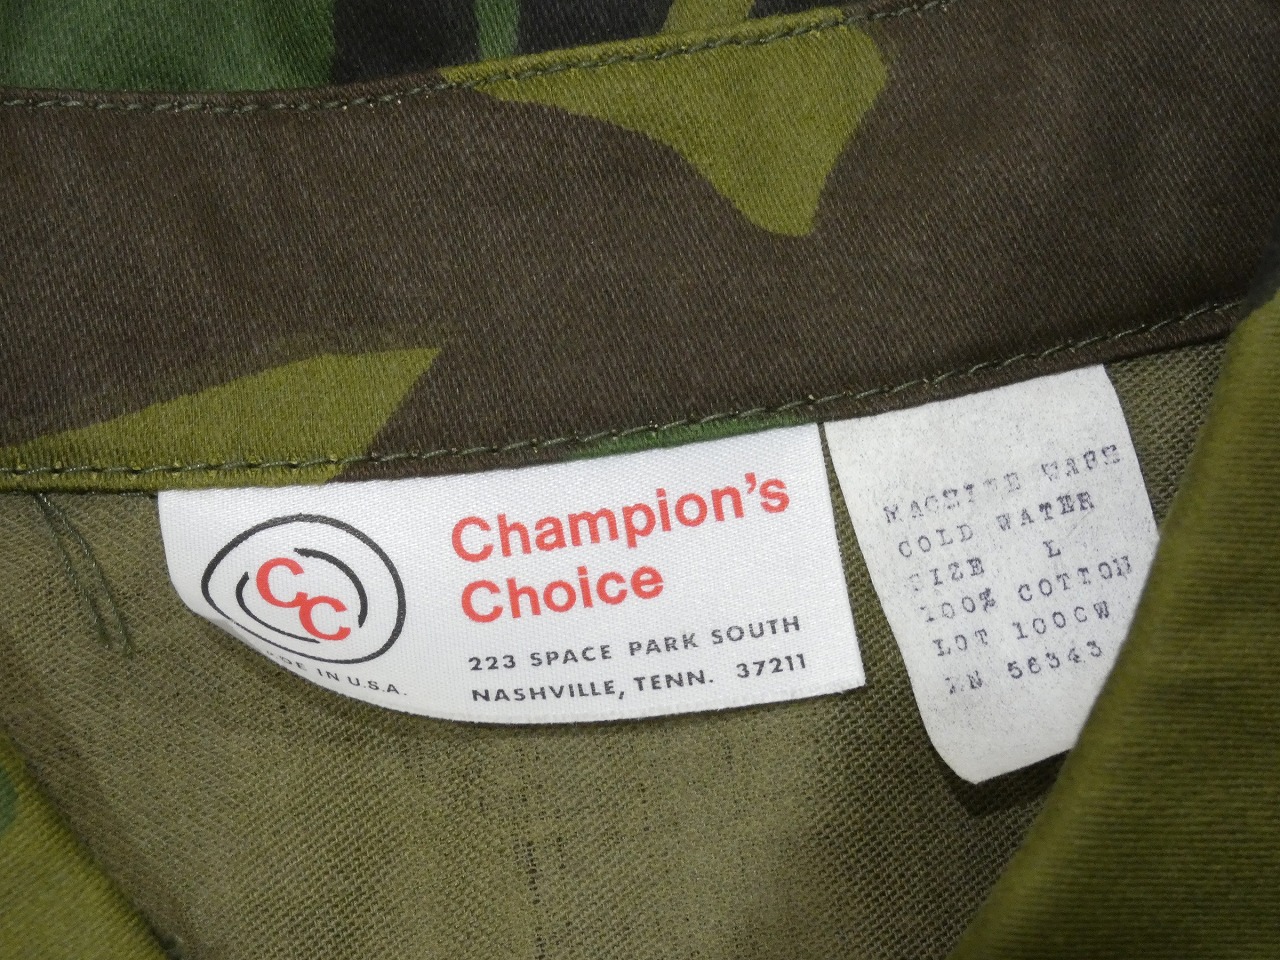 Champion's
Choice
CC
223 SPACE PARK SOUTH
NASHVILLE, TENN. 37211
IN U.S.A.
MACHINE WASH
COLD WATER
SIZE L
100% COTTON
LOT 100CW
56343